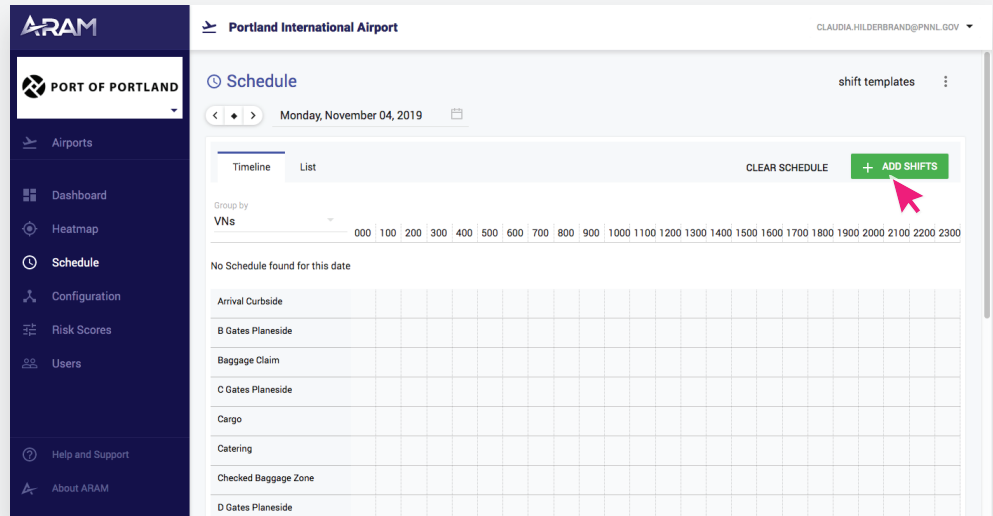 ARAM
Portland International Airport
CLAUDIA.HILDERBRAND@PNNL.GOV
PORT OF PORTLAND
Airports
Dashboard
Heatmap
Schedule
Configuration
Risk Scores
Users
Help and Support
About ARAM
Schedule
shift templates
Monday, November 04, 2019
Timeline List
CLEAR SCHEDULE
+ ADD SHIFTS
Group by
VNs
000 100 200 300 400 500 600 700 800 900 1000 1100 1200 1300 1400 1500 1600 1700 1800 1900 2000 2100 2200 2300
No Schedule found for this date
Arrival Curbside
B Gates Planeside
Baggage Claim
C Gates Planeside
Cargo
Catering
Checked Baggage Zone
D Gates Planeside